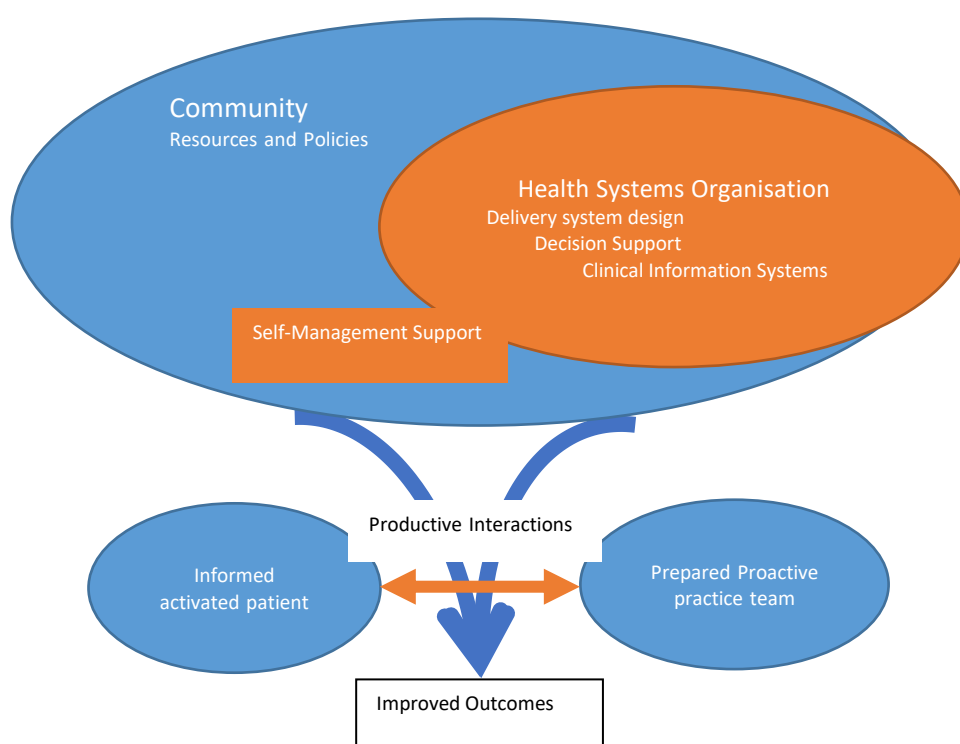 Community
Resources and Policies
Health Systems Organisation
Delivery system design
Decision Support
Clinical Information Systems
Self-Management Support
Productive Interactions
Informed
activated patient
Prepared Proactive
practice team
Improved Outcomes